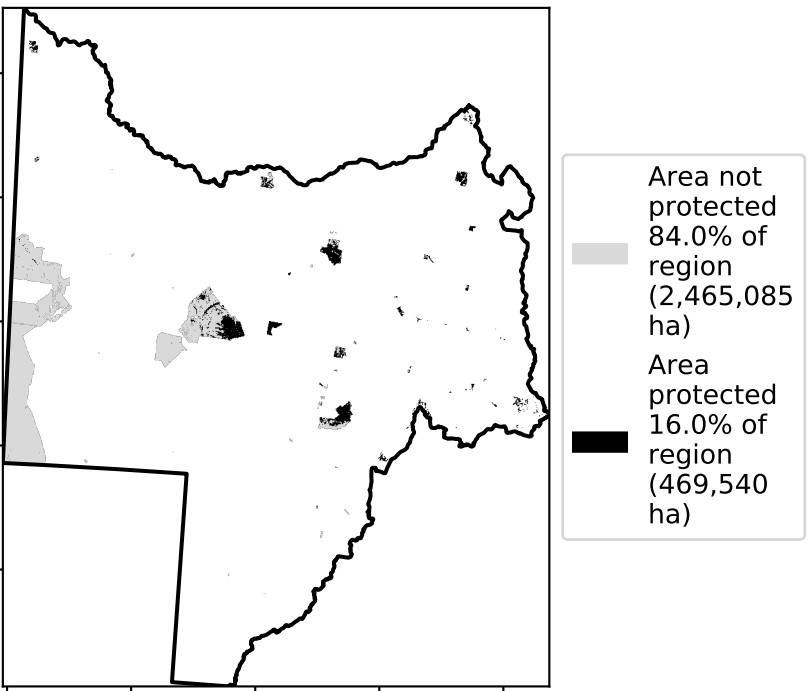 Area not
protected
84.0% of
region
(2,465,085
ha)
Area
protected
16.0% of
region
(469,540
ha)